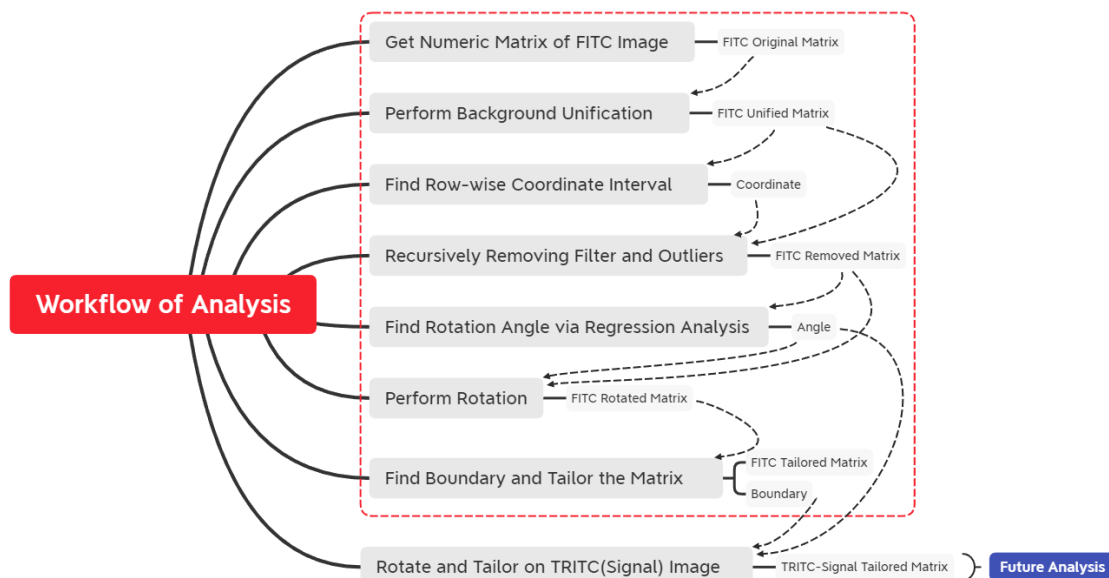 Get Numeric Matrix of FITC Image
FITC Original Matrix
Perform Background Unification
FITC Unified Matrix
Find Row-wise Coordinate Interval
Coordinate
Recursively Removing Filter and Outliers
FITC Removed Matrix
Workflow of Analysis
Find Rotation Angle via Regression Analysis
Angle
Perform Rotation
FITC Rotated Matrix
Find Boundary and Tailor the Matrix
FITC Tailored Matrix
Boundary
Rotate and Tailor on TRITC(Signal) Image
TRITC-Signal Tailored Matrix
Future Analysis